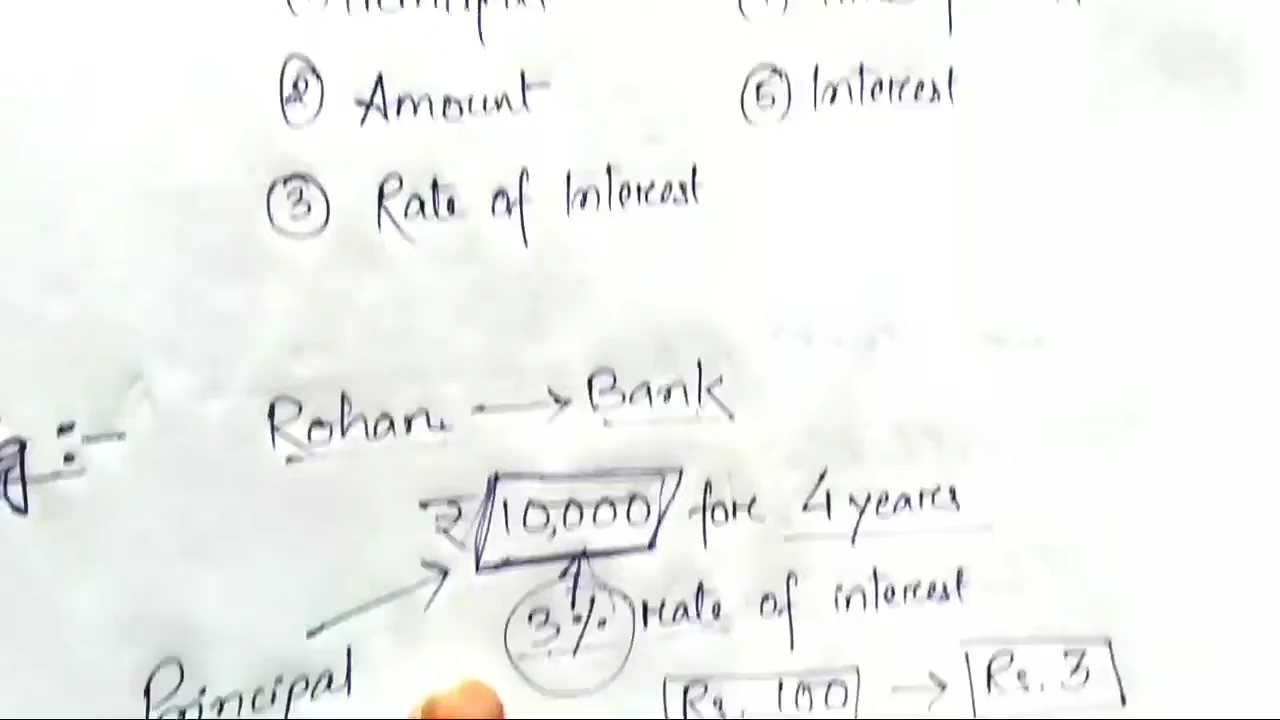 ② Amount ⑤ Interest
③ Rate of Interest
g :-
Rohan → Bank
₹ 10,000 for 4 years
3% rate of interest
Principal
Rs. 100 → Rs. 3